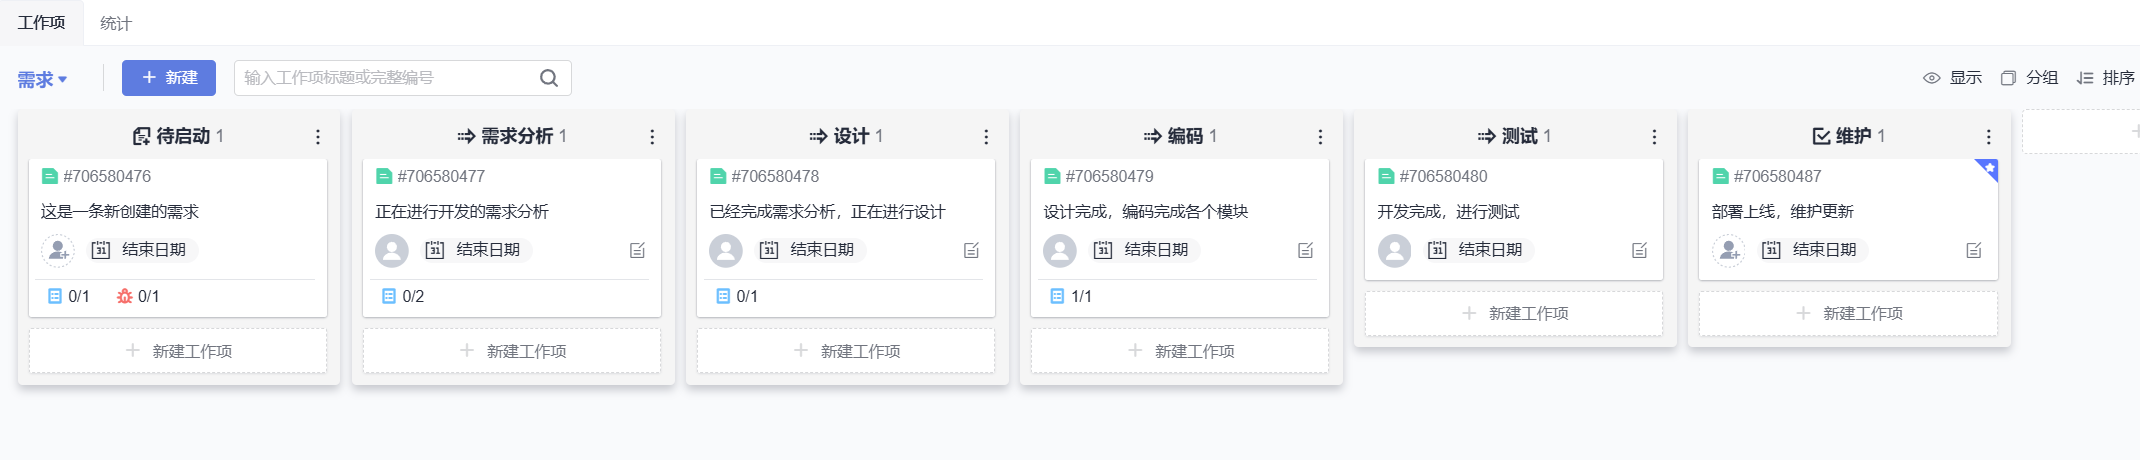 工作项 统计
需求 新建 输入工作项标题或完整编号 显示 分组 排序
待启动 1
#706580476
这是一条新创建的需求
31 结束日期
0/1 0/1
新建工作项
需求分析 1
#706580477
正在进行开发的需求分析
31 结束日期
0/2
新建工作项
设计 1
#706580478
已经完成需求分析，正在进行设计
31 结束日期
0/1
新建工作项
编码 1
#706580479
设计完成，编码完成各个模块
31 结束日期
1/1
新建工作项
测试 1
#706580480
开发完成，进行测试
31 结束日期
新建工作项
维护 1
#706580487
部署上线，维护更新
31 结束日期
新建工作项